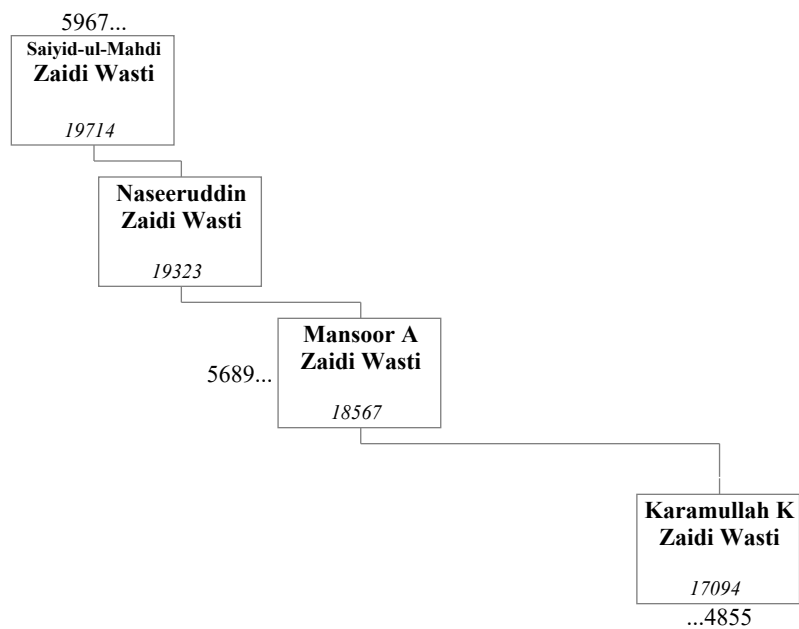 5967...
Saiyid-ul-Mahdi
Zaidi Wasti
19714
Naseeruddin
Zaidi Wasti
19323
Mansoor A
Zaidi Wasti
5689...
18567
Karamullah K
Zaidi Wasti
17094
...4855